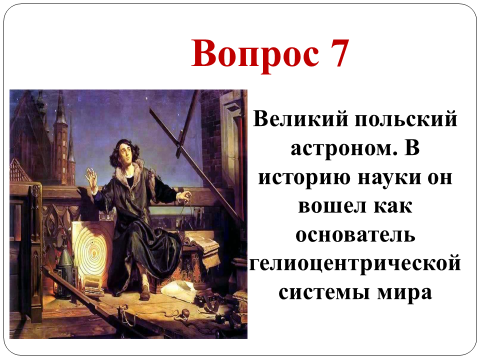 Вопрос 7
Великий польский
астроном. В
историю науки он
вошел как
основатель
гелиоцентрической
системы мира